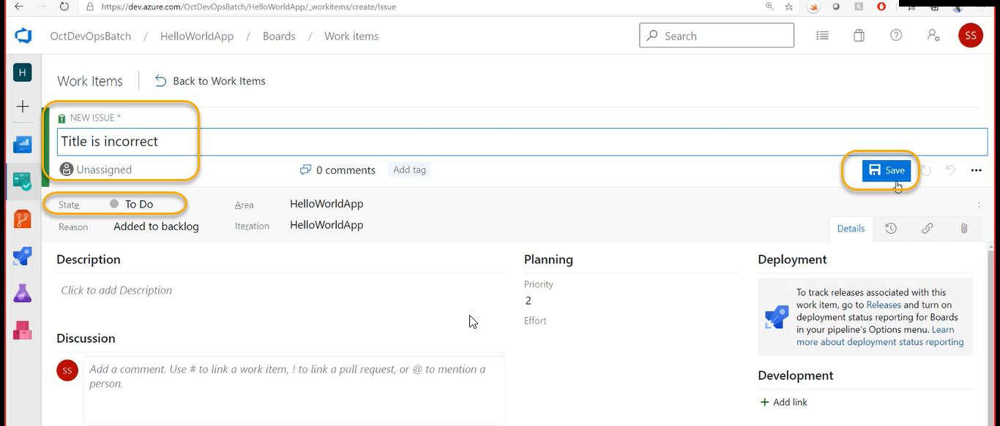 https://dev.azure.com/OctDevOpsBatch/HelloWorldApp/_workitems/create/Issue
OctDevOpsBatch / HelloWorldApp / Boards / Work items
Search
SS
H
Work Items
Back to Work Items
NEW ISSUE *
Title is incorrect
Unassigned
0 comments
Add tag
Save
State
To Do
Area
HelloWorldApp
Reason
Added to backlog
Iteration
HelloWorldApp
Details
Description
Click to add Description
Planning
Priority
2
Effort
Deployment
To track releases associated with this
work item, go to Releases and turn on
deployment status reporting for Boards
in your pipeline's Options menu. Learn
more about deployment status reporting
Discussion
SS
Add a comment. Use # to link a work item, ! to link a pull request, or @ to mention a
person.
Development
+ Add link